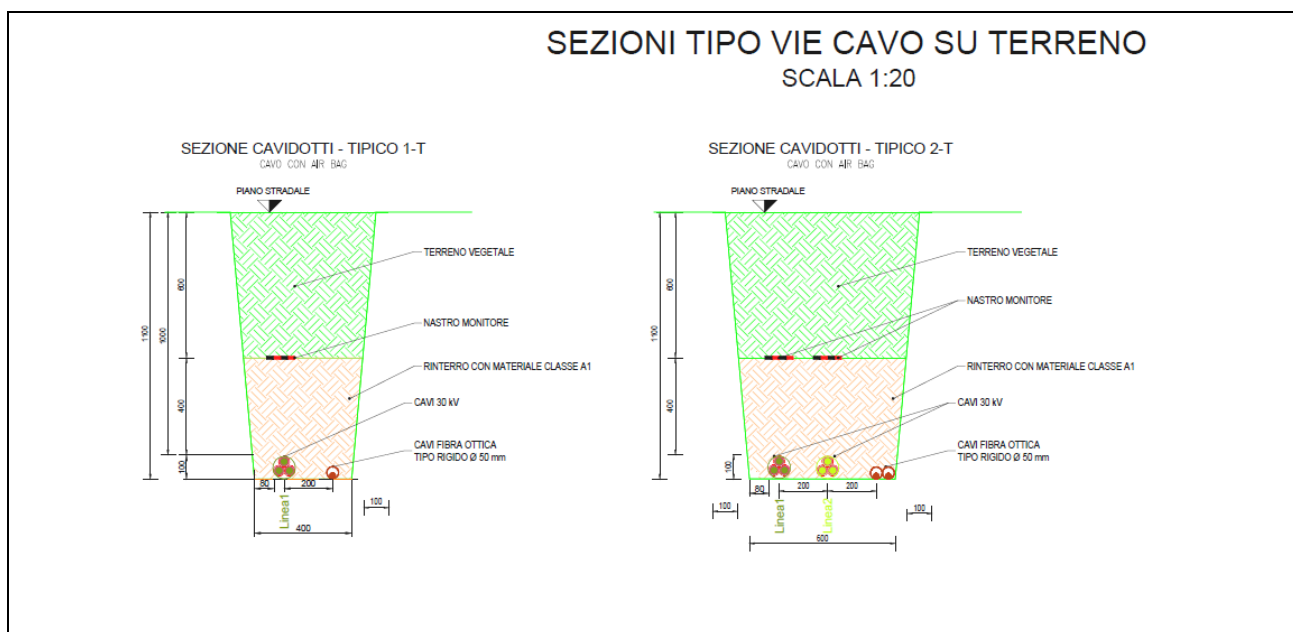 SEZIONI TIPO VIE CAVO SU TERRENO
SCALA 1:20
SEZIONE CAVIDOTTI - TIPICO 1-T
CAVO CON AIR BAG
PIANO STRADALE
TERRENO VEGETALE
NASTRO MONITORE
RINTERRO CON MATERIALE CLASSE A1
CAVI 30 kV
CAVI FIBRA OTTICA
TIPO RIGIDO Ø 50 mm
1100
1000
600
400
100
80
200
Linea1
100
400
SEZIONE CAVIDOTTI - TIPICO 2-T
CAVO CON AIR BAG
PIANO STRADALE
TERRENO VEGETALE
NASTRO MONITORE
RINTERRO CON MATERIALE CLASSE A1
CAVI 30 kV
CAVI FIBRA OTTICA
TIPO RIGIDO Ø 50 mm
1100
600
400
100
80
200
200
Linea1
Linea2
100
100
600